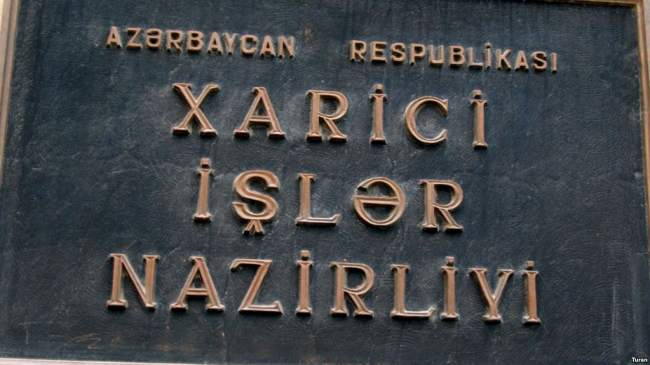 AZƏRBAYCAN RESPUBLİKASI
XARİCİ
İŞLƏR
NAZİRLİYİ
Turan